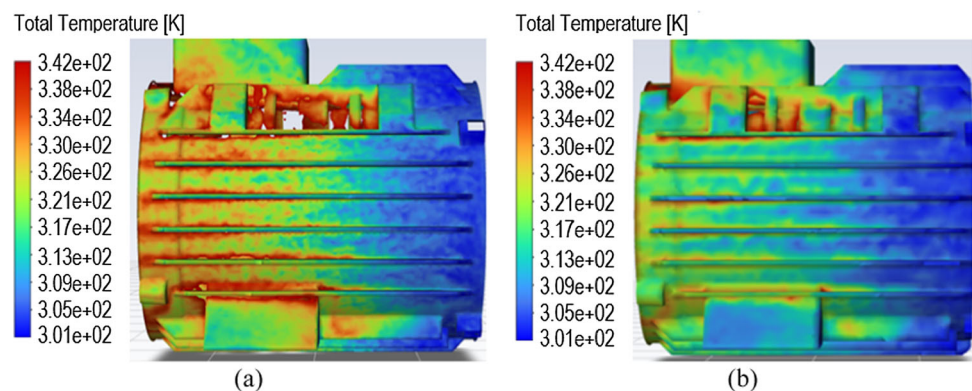 Total Temperature [K]
3.42e+02
3.38e+02
3.34e+02
3.30e+02
3.26e+02
3.21e+02
3.17e+02
3.13e+02
3.09e+02
3.05e+02
3.01e+02
(a)
Total Temperature [K]
3.42e+02
3.38e+02
3.34e+02
3.30e+02
3.26e+02
3.21e+02
3.17e+02
3.13e+02
3.09e+02
3.05e+02
3.01e+02
(b)